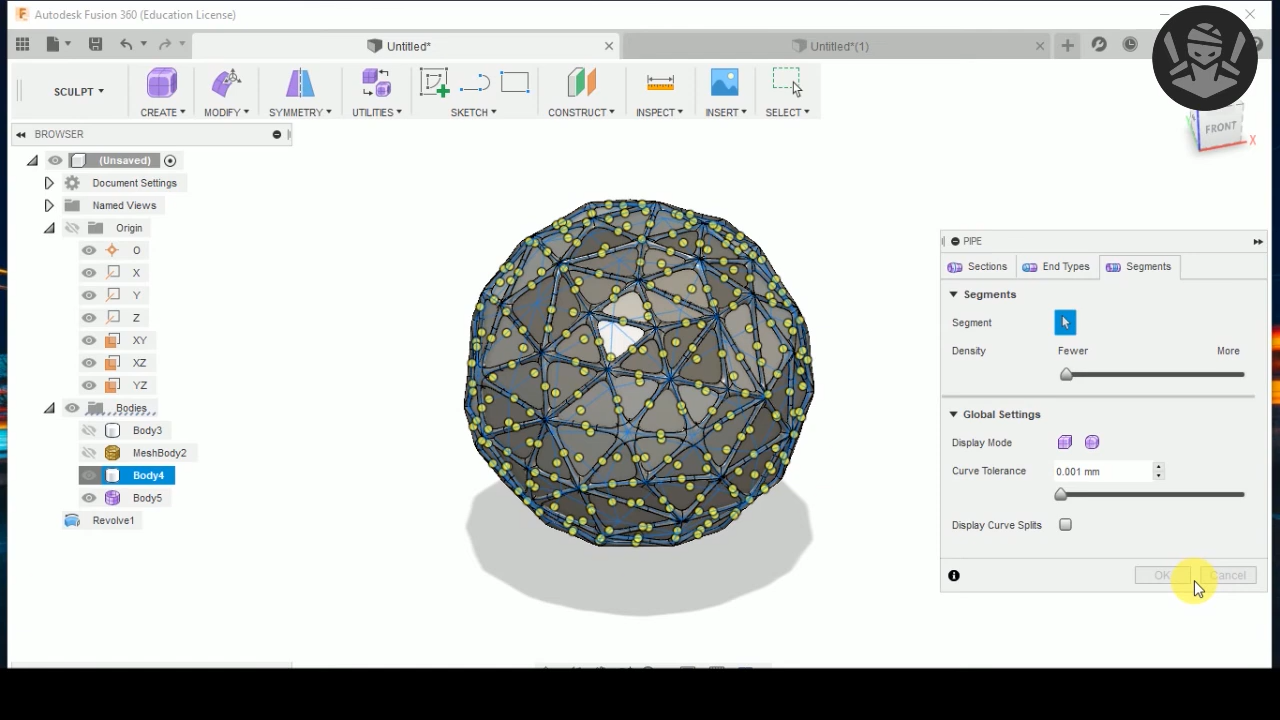 Autodesk Fusion 360 (Education License)
Untitled*
Untitled*(1)
SCULPT
CREATE
MODIFY
SYMMETRY
UTILITIES
SKETCH
CONSTRUCT
INSPECT
INSERT
SELECT
BROWSER
FRONT
X
(Unsaved)
Document Settings
Named Views
Origin
O
X
Y
Z
XY
XZ
YZ
Bodies
Body3
MeshBody2
Body4
Body5
Revolve1
PIPE
Sections
End Types
Segments
Segments
Segment
Density
Fewer
More
Global Settings
Display Mode
Curve Tolerance
0.001 mm
Display Curve Splits
OK
Cancel